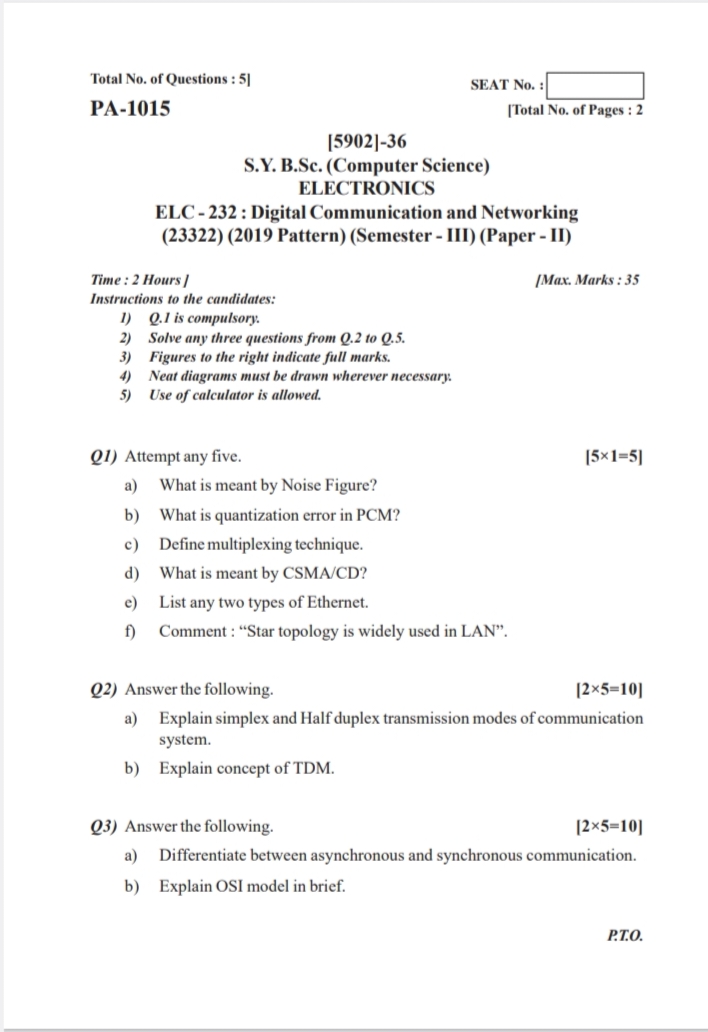 Total No. of Questions : 5]
SEAT No. :
PA-1015
[Total No. of Pages : 2
[5902]-36
S.Y. B.Sc. (Computer Science)
ELECTRONICS
ELC - 232 : Digital Communication and Networking
(23322) (2019 Pattern) (Semester - III) (Paper - II)
Time : 2 Hours ] [Max. Marks : 35
Instructions to the candidates:
1) Q.1 is compulsory.
2) Solve any three questions from Q.2 to Q.5.
3) Figures to the right indicate full marks.
4) Neat diagrams must be drawn wherever necessary.
5) Use of calculator is allowed.
Q1) Attempt any five. [5×1=5]
a) What is meant by Noise Figure?
b) What is quantization error in PCM?
c) Define multiplexing technique.
d) What is meant by CSMA/CD?
e) List any two types of Ethernet.
f) Comment : “Star topology is widely used in LAN”.
Q2) Answer the following. [2×5=10]
a) Explain simplex and Half duplex transmission modes of communication
system.
b) Explain concept of TDM.
Q3) Answer the following. [2×5=10]
a) Differentiate between asynchronous and synchronous communication.
b) Explain OSI model in brief.
P.T.O.